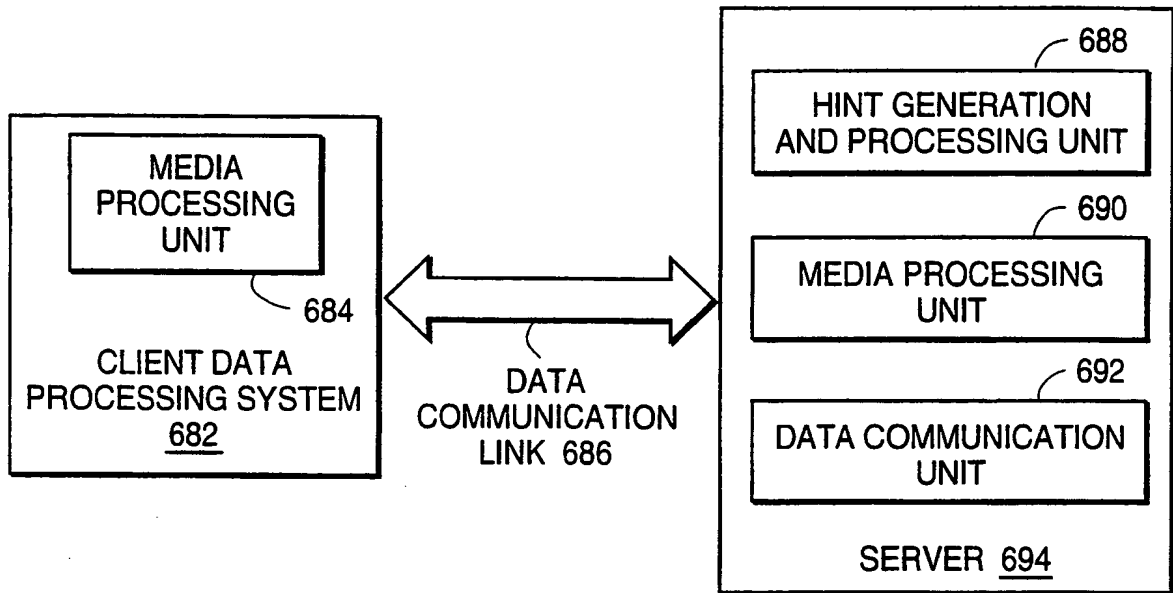 MEDIA
PROCESSING
UNIT
684
CLIENT DATA
PROCESSING SYSTEM
682
DATA
COMMUNICATION
LINK 686
688
HINT GENERATION
AND PROCESSING UNIT
690
MEDIA PROCESSING
UNIT
692
DATA COMMUNICATION
UNIT
SERVER 694